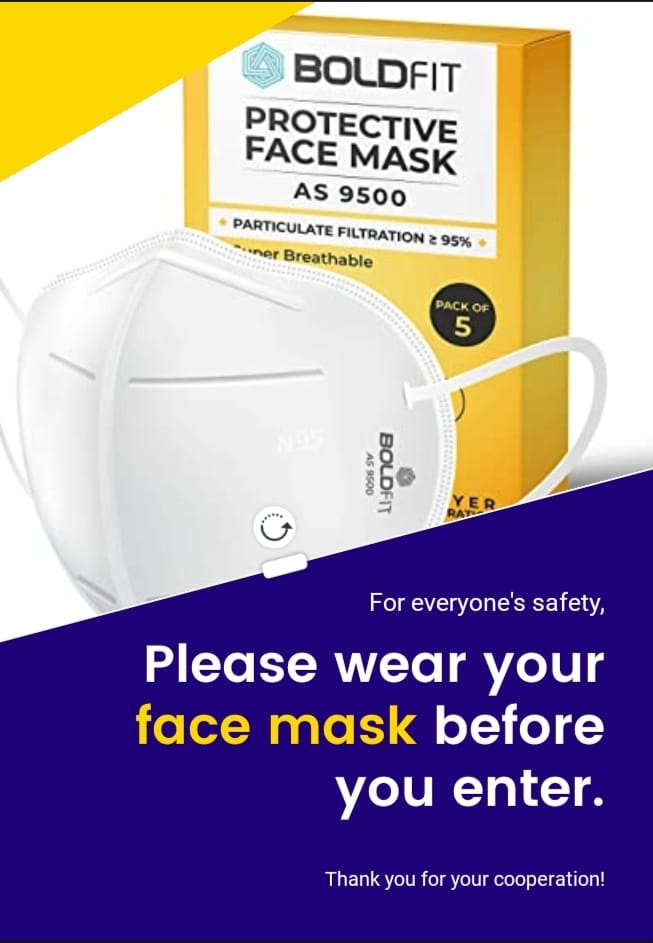 BOLDFIT
PROTECTIVE
FACE MASK
AS 9500
PARTICULATE FILTRATION ≥ 95%
Breathable
PACK OF
5
N95
BOLDFIT
AS 9500
For everyone's safety,
Please wear your
face mask before
you enter.
Thank you for your cooperation!